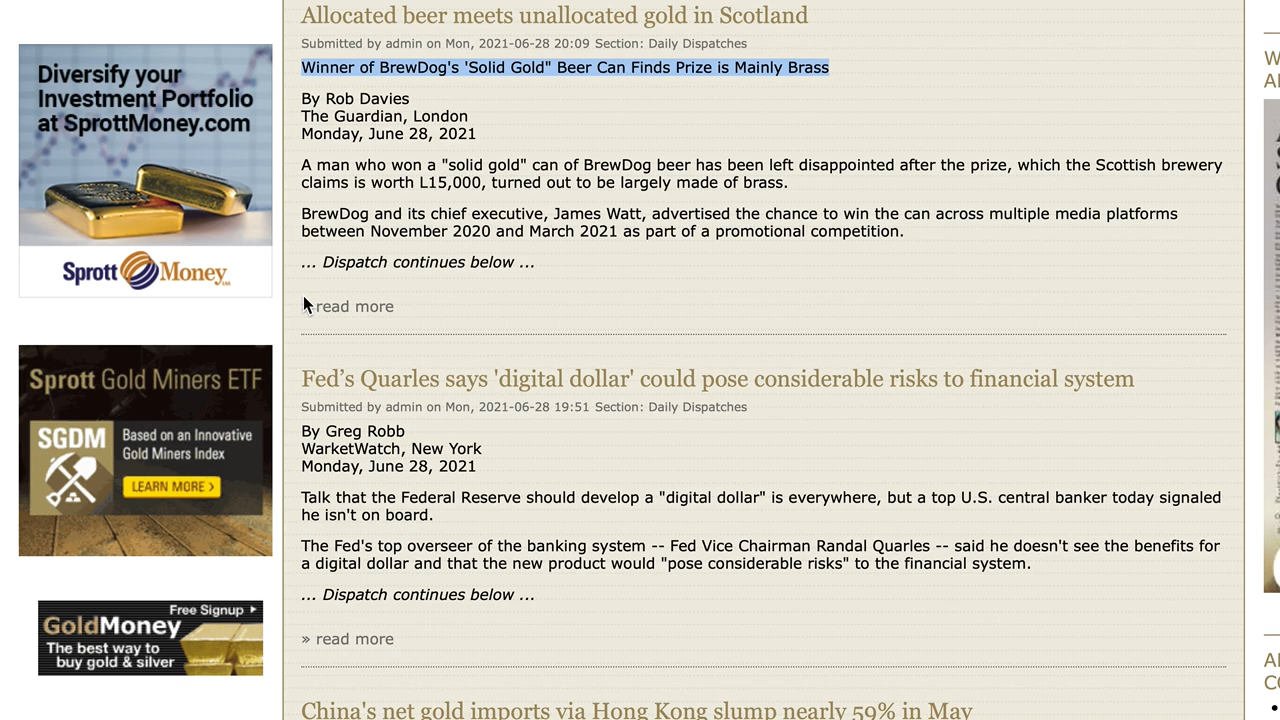 Diversify your
Investment Portfolio
at SprottMoney.com
Sprott Money LTD.
Sprott Gold Miners ETF
SGDM
Based on an Innovative
Gold Miners Index
LEARN MORE >
Free Signup
GoldMoney
The best way to
buy gold & silver
Allocated beer meets unallocated gold in Scotland
Submitted by admin on Mon, 2021-06-28 20:09 Section: Daily Dispatches
Winner of BrewDog's 'Solid Gold" Beer Can Finds Prize is Mainly Brass
By Rob Davies
The Guardian, London
Monday, June 28, 2021
A man who won a "solid gold" can of BrewDog beer has been left disappointed after the prize, which the Scottish brewery
claims is worth L15,000, turned out to be largely made of brass.
BrewDog and its chief executive, James Watt, advertised the chance to win the can across multiple media platforms
between November 2020 and March 2021 as part of a promotional competition.
... Dispatch continues below ...
read more
Fed’s Quarles says 'digital dollar' could pose considerable risks to financial system
Submitted by admin on Mon, 2021-06-28 19:51 Section: Daily Dispatches
By Greg Robb
WarketWatch, New York
Monday, June 28, 2021
Talk that the Federal Reserve should develop a "digital dollar" is everywhere, but a top U.S. central banker today signaled
he isn't on board.
The Fed's top overseer of the banking system -- Fed Vice Chairman Randal Quarles -- said he doesn't see the benefits for
a digital dollar and that the new product would "pose considerable risks" to the financial system.
... Dispatch continues below ...
» read more
China's net gold imports via Hong Kong slump nearly 59% in May